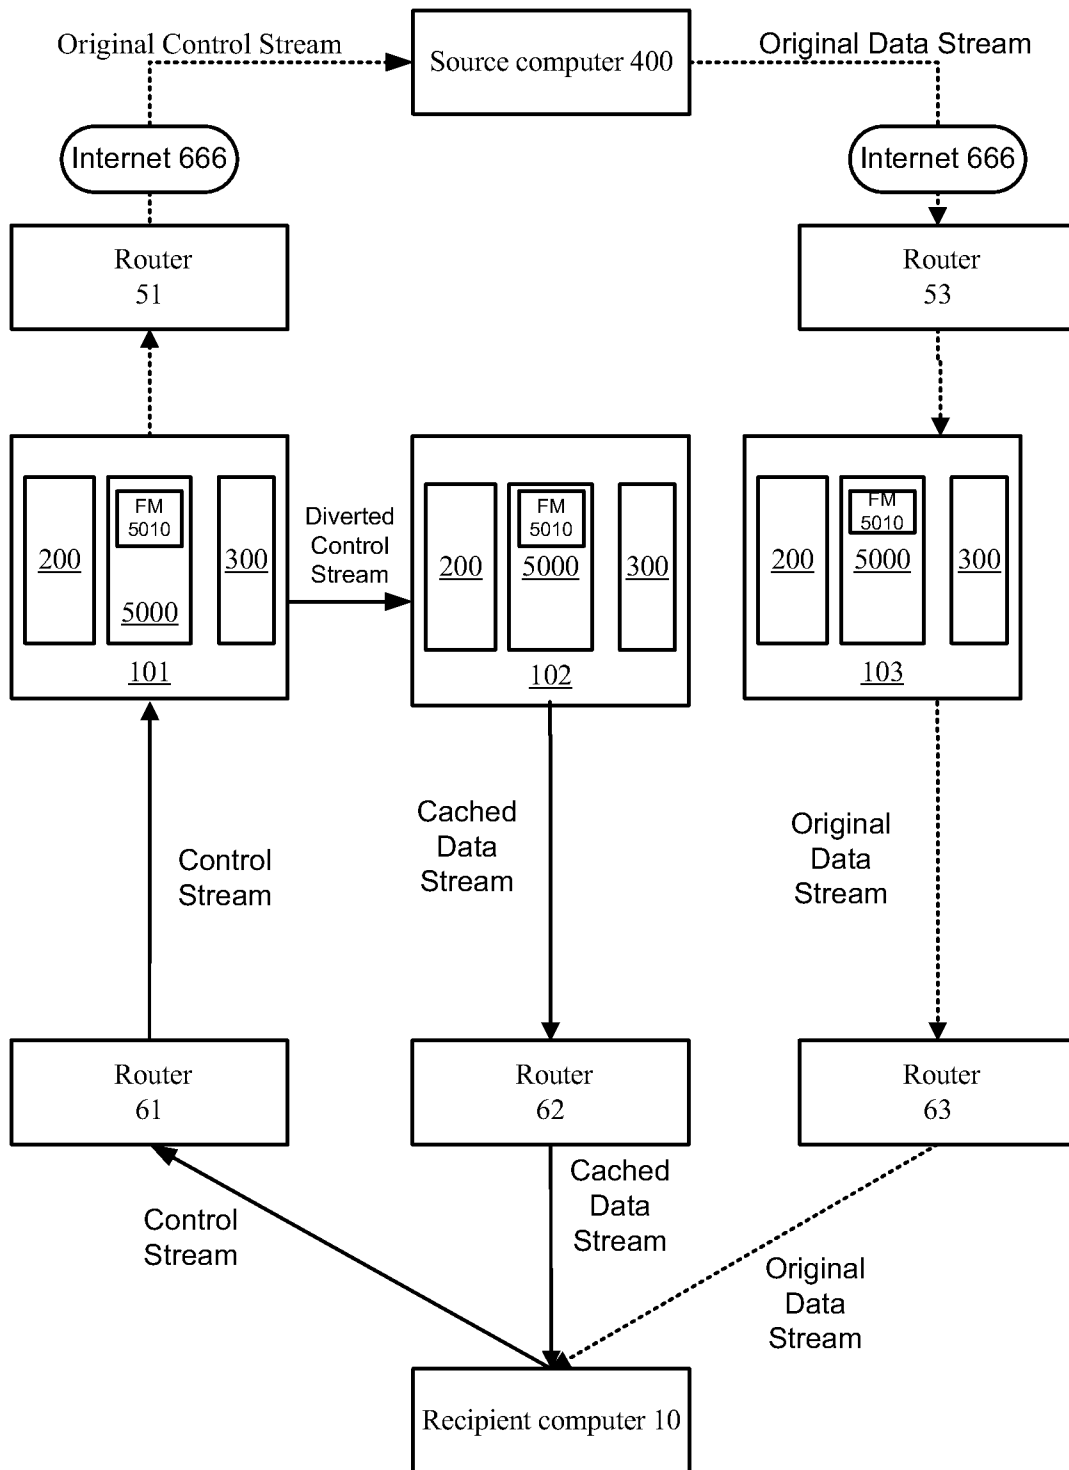 Original Control Stream
Source computer 400
Original Data Stream
Internet 666
Internet 666
Router
51
Router
53
200
FM
5010
5000
300
101
Diverted
Control
Stream
200
FM
5010
5000
300
102
200
FM
5010
5000
300
103
Control
Stream
Cached
Data
Stream
Original
Data
Stream
Router
61
Router
62
Router
63
Control
Stream
Cached
Data
Stream
Original
Data
Stream
Recipient computer 10